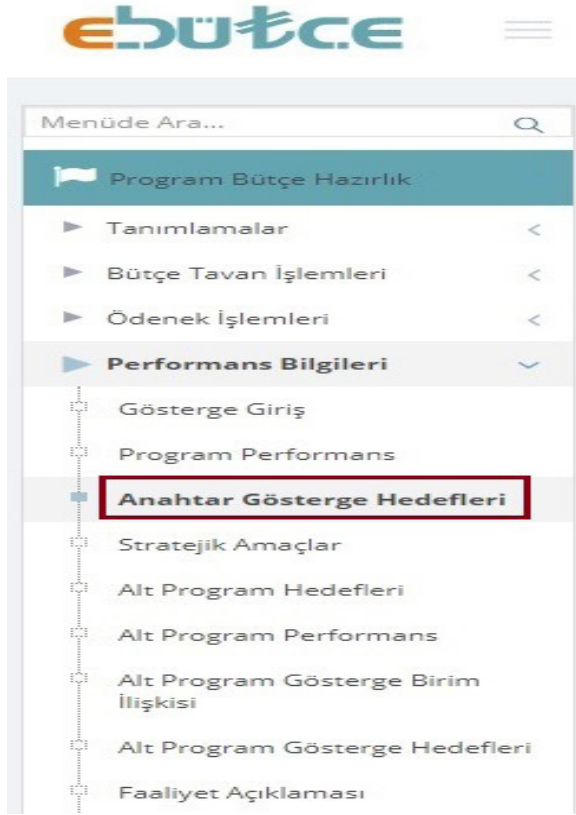 ebütçe
Menüde Ara...
Program Bütçe Hazırlık
Tanımlamalar
Bütçe Tavan İşlemleri
Ödenek İşlemleri
Performans Bilgileri
Gösterge Giriş
Program Performans
Anahtar Gösterge Hedefleri
Stratejik Amaçlar
Alt Program Hedefleri
Alt Program Performans
Alt Program Gösterge Birim
İlişkisi
Alt Program Gösterge Hedefleri
Faaliyet Açıklaması